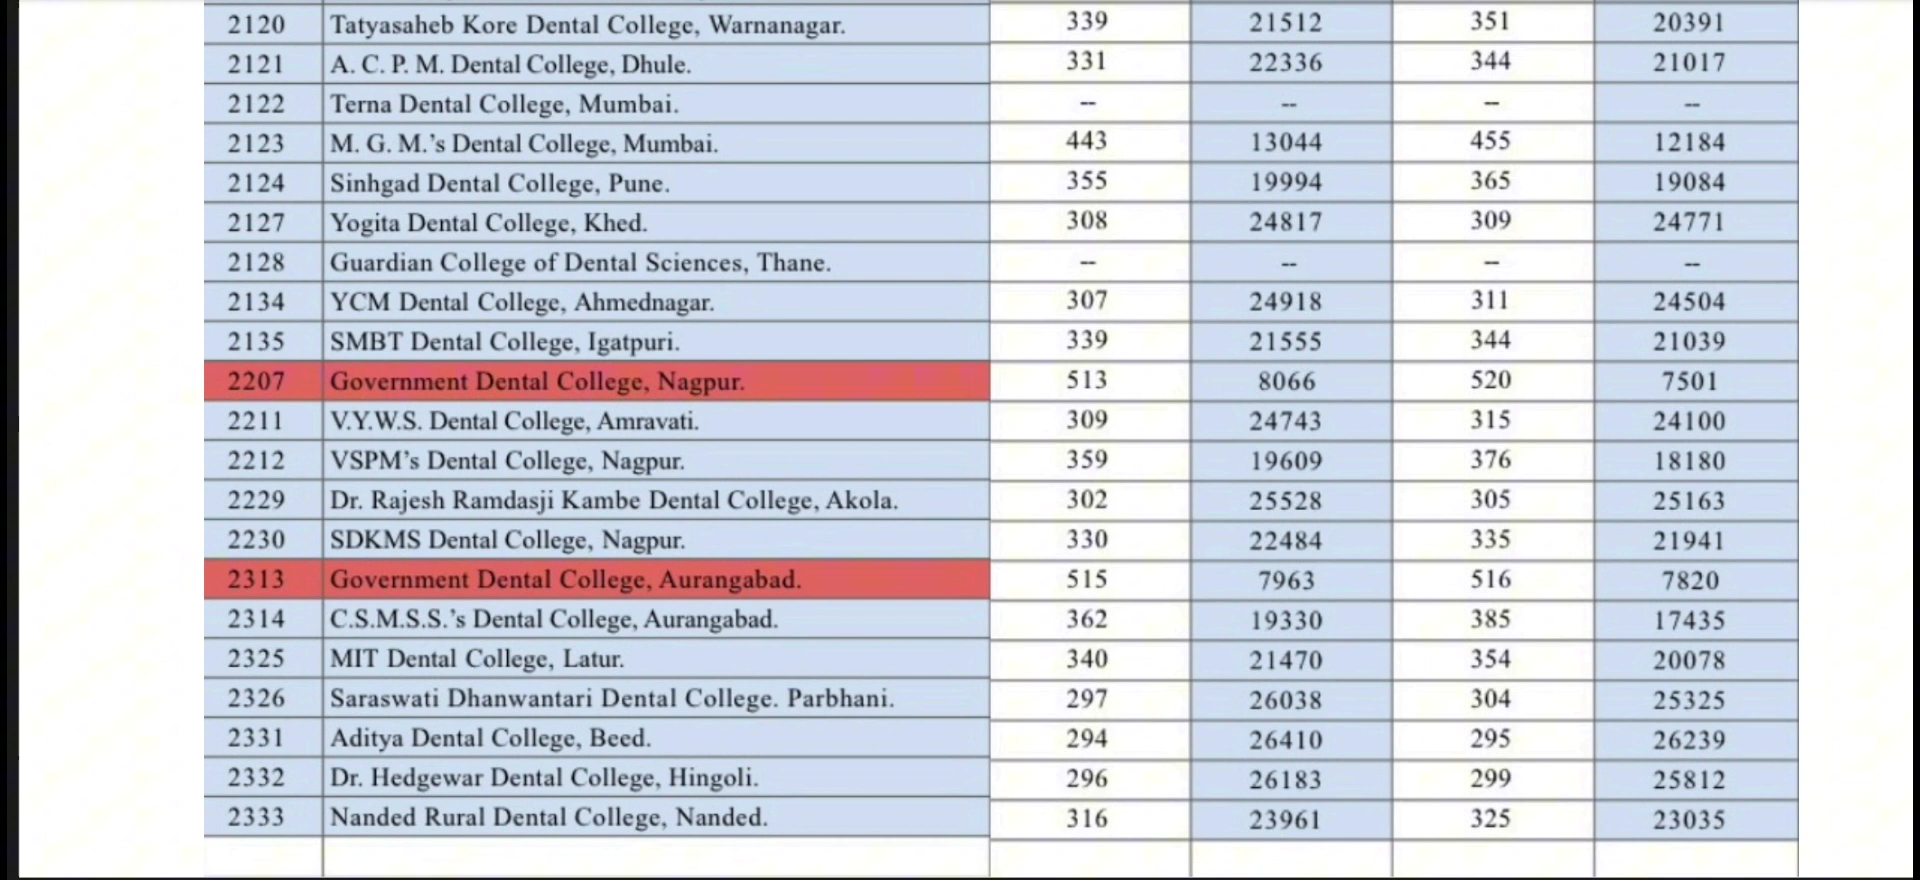 2120 Tatyasaheb Kore Dental College, Warnanagar. 339 21512 351 20391
2121 A. C. P. M. Dental College, Dhule. 331 22336 344 21017
2122 Terna Dental College, Mumbai. -- -- -- --
2123 M. G. M.’s Dental College, Mumbai. 443 13044 455 12184
2124 Sinhgad Dental College, Pune. 355 19994 365 19084
2127 Yogita Dental College, Khed. 308 24817 309 24771
2128 Guardian College of Dental Sciences, Thane. -- -- -- --
2134 YCM Dental College, Ahmednagar. 307 24918 311 24504
2135 SMBT Dental College, Igatpuri. 339 21555 344 21039
2207 Government Dental College, Nagpur. 513 8066 520 7501
2211 V.Y.W.S. Dental College, Amravati. 309 24743 315 24100
2212 VSPM’s Dental College, Nagpur. 359 19609 376 18180
2229 Dr. Rajesh Ramdasji Kambe Dental College, Akola. 302 25528 305 25163
2230 SDKMS Dental College, Nagpur. 330 22484 335 21941
2313 Government Dental College, Aurangabad. 515 7963 516 7820
2314 C.S.M.S.S.’s Dental College, Aurangabad. 362 19330 385 17435
2325 MIT Dental College, Latur. 340 21470 354 20078
2326 Saraswati Dhanwantari Dental College. Parbhani. 297 26038 304 25325
2331 Aditya Dental College, Beed. 294 26410 295 26239
2332 Dr. Hedgewar Dental College, Hingoli. 296 26183 299 25812
2333 Nanded Rural Dental College, Nanded. 316 23961 325 23035